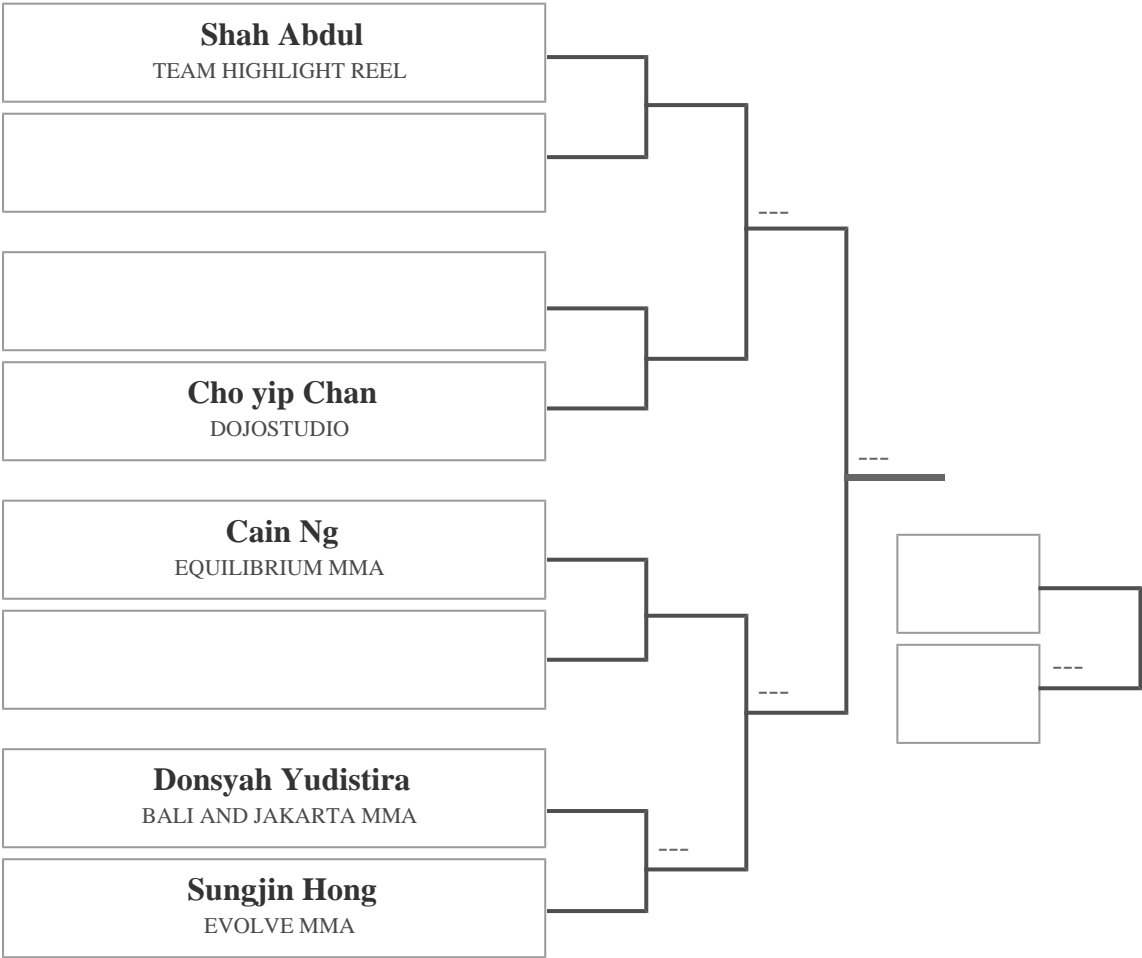 Shah Abdul
TEAM HIGHLIGHT REEL
---
Cho yip Chan
DOJOSTUDIO
---
Cain Ng
EQUILIBRIUM MMA
---
---
Donsyah Yudistira
BALI AND JAKARTA MMA
---
Sungjin Hong
EVOLVE MMA